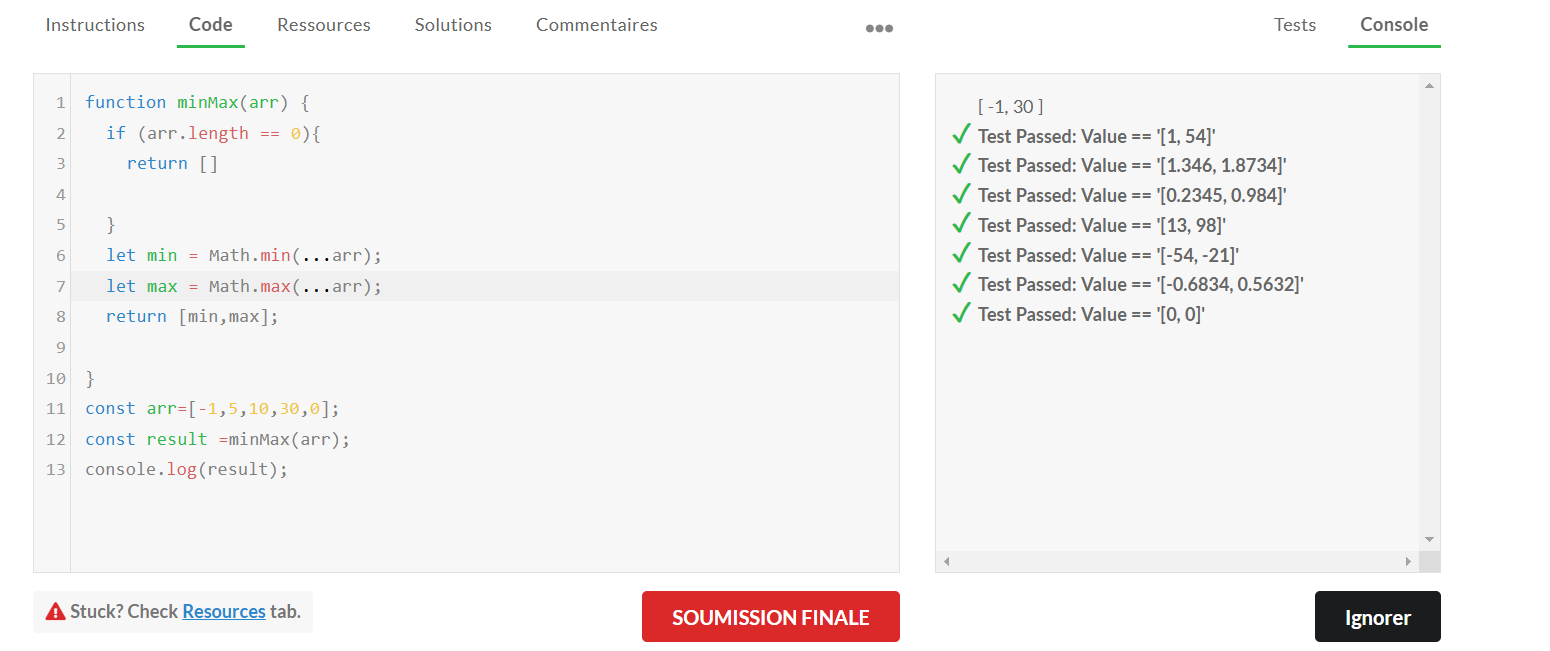 Instructions Code Ressources Solutions Commentaires ●●● Tests Console
1 function minMax(arr) {
2 if (arr.length == 0){
3 return []
4
5 }
6 let min = Math.min(...arr);
7 let max = Math.max(...arr);
8 return [min,max];
9
10 }
11 const arr=[-1,5,10,30,0];
12 const result =minMax(arr);
13 console.log(result);
[ -1, 30 ]
✓ Test Passed: Value == '[1, 54]'
✓ Test Passed: Value == '[1.346, 1.8734]'
✓ Test Passed: Value == '[0.2345, 0.984]'
✓ Test Passed: Value == '[13, 98]'
✓ Test Passed: Value == '[-54, -21]'
✓ Test Passed: Value == '[-0.6834, 0.5632]'
✓ Test Passed: Value == '[0, 0]'
Stuck? Check Resources tab.
SOUMISSION FINALE
Ignorer